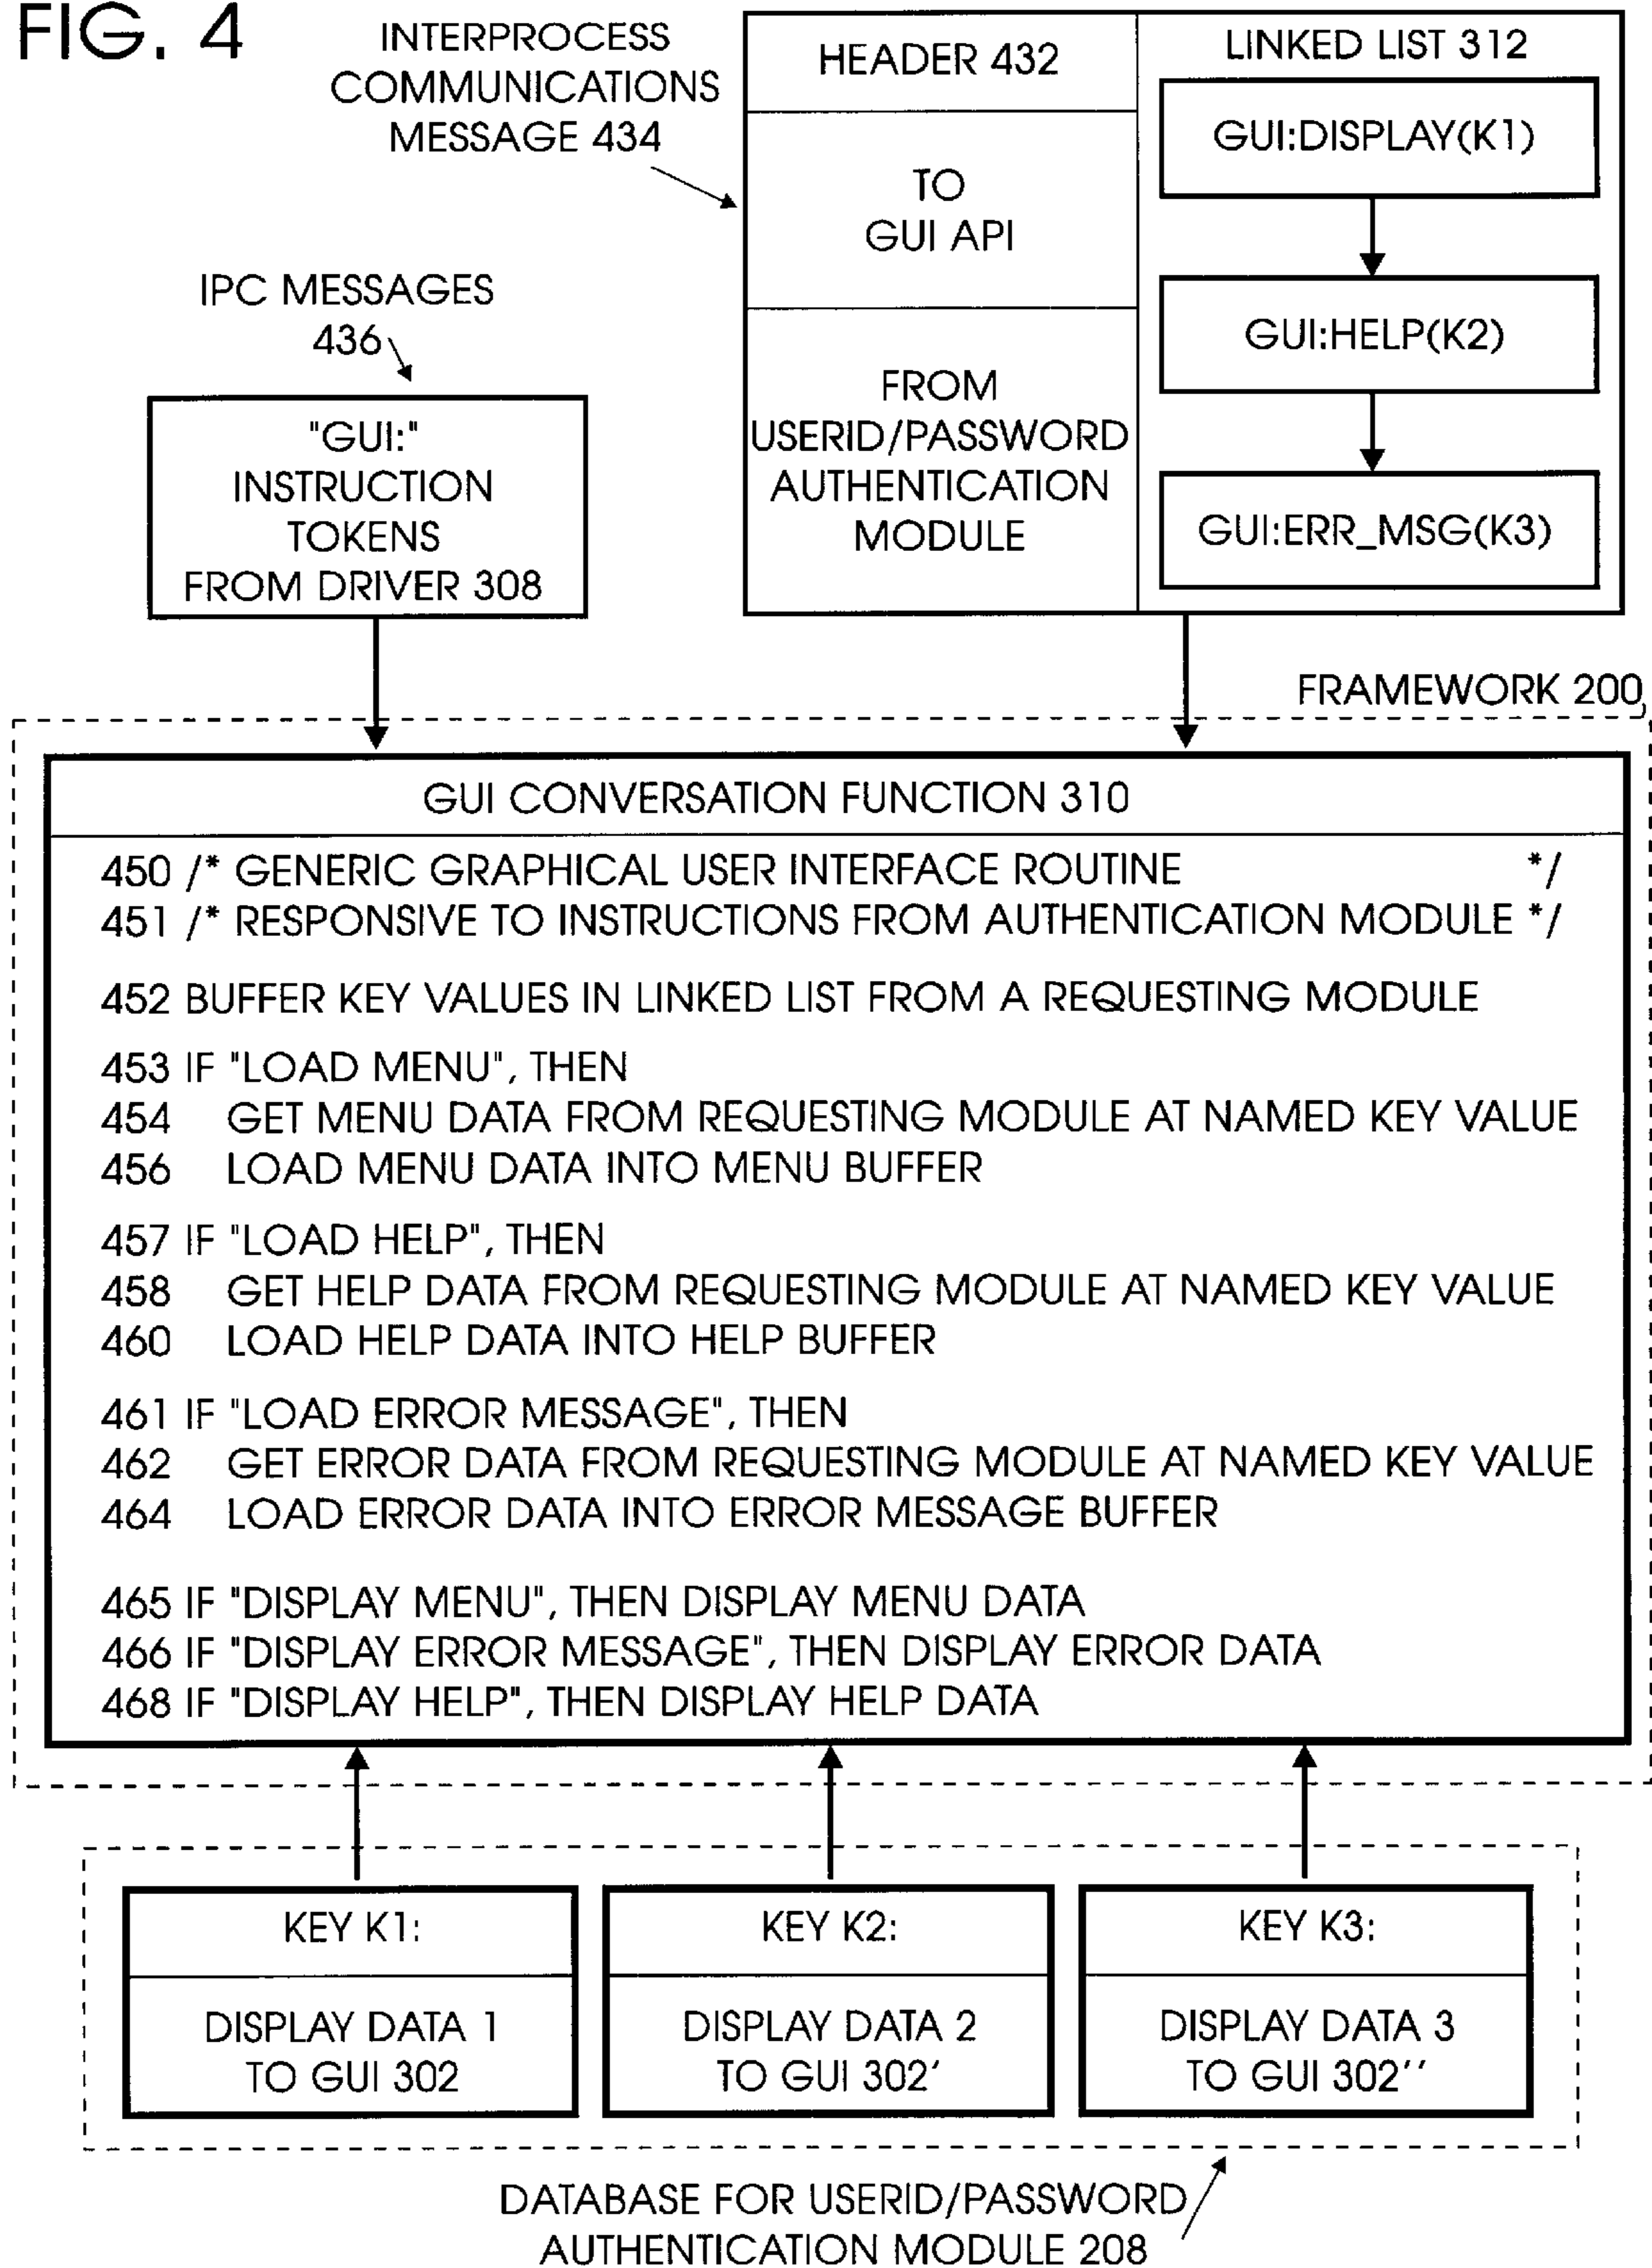 FIG. 4
INTERPROCESS
COMMUNICATIONS
MESSAGE 434
HEADER 432
TO
GUI API
FROM
USERID/PASSWORD
AUTHENTICATION
MODULE
LINKED LIST 312
GUI:DISPLAY(K1)
GUI:HELP(K2)
GUI:ERR_MSG(K3)
IPC MESSAGES
436
"GUI:"
INSTRUCTION
TOKENS
FROM DRIVER 308
FRAMEWORK 200
GUI CONVERSATION FUNCTION 310
450 /* GENERIC GRAPHICAL USER INTERFACE ROUTINE */
451 /* RESPONSIVE TO INSTRUCTIONS FROM AUTHENTICATION MODULE */
452 BUFFER KEY VALUES IN LINKED LIST FROM A REQUESTING MODULE
453 IF "LOAD MENU", THEN
454 GET MENU DATA FROM REQUESTING MODULE AT NAMED KEY VALUE
456 LOAD MENU DATA INTO MENU BUFFER
457 IF "LOAD HELP", THEN
458 GET HELP DATA FROM REQUESTING MODULE AT NAMED KEY VALUE
460 LOAD HELP DATA INTO HELP BUFFER
461 IF "LOAD ERROR MESSAGE", THEN
462 GET ERROR DATA FROM REQUESTING MODULE AT NAMED KEY VALUE
464 LOAD ERROR DATA INTO ERROR MESSAGE BUFFER
465 IF "DISPLAY MENU", THEN DISPLAY MENU DATA
466 IF "DISPLAY ERROR MESSAGE", THEN DISPLAY ERROR DATA
468 IF "DISPLAY HELP", THEN DISPLAY HELP DATA
KEY K1:
DISPLAY DATA 1
TO GUI 302
KEY K2:
DISPLAY DATA 2
TO GUI 302'
KEY K3:
DISPLAY DATA 3
TO GUI 302''
DATABASE FOR USERID/PASSWORD
AUTHENTICATION MODULE 208